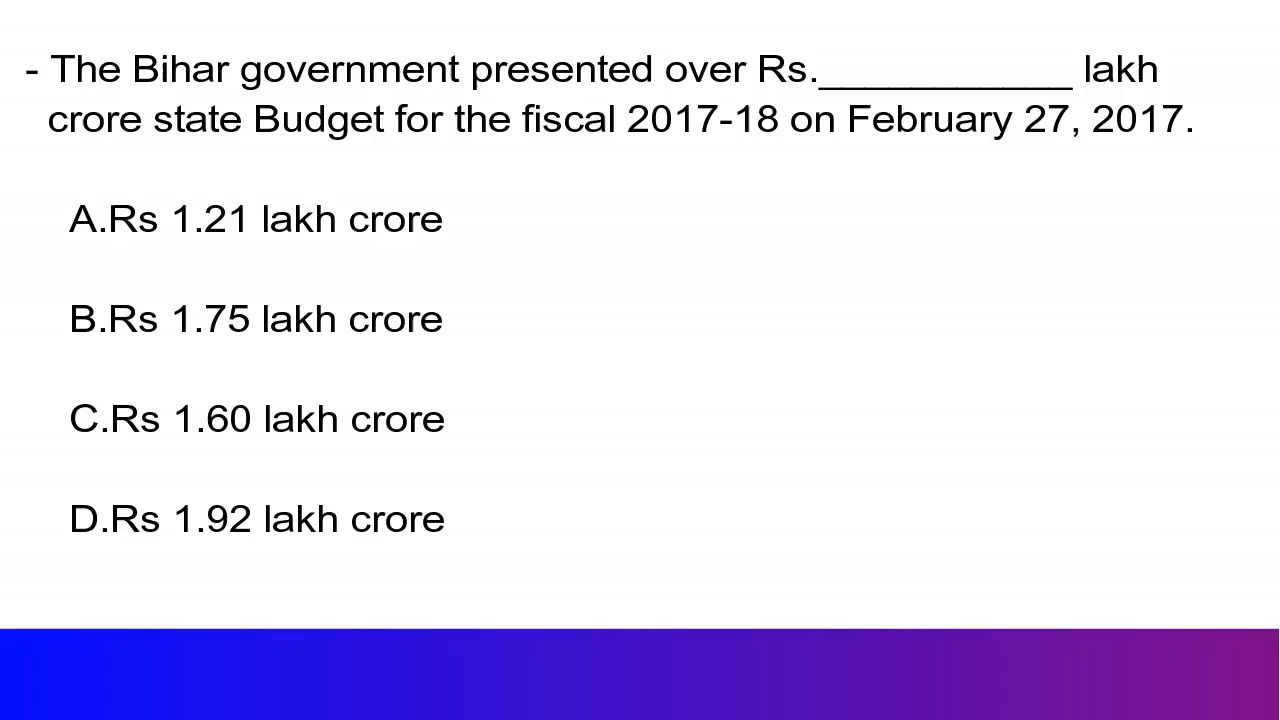 - The Bihar government presented over Rs.___________ lakh
crore state Budget for the fiscal 2017-18 on February 27, 2017.
A.Rs 1.21 lakh crore
B.Rs 1.75 lakh crore
C.Rs 1.60 lakh crore
D.Rs 1.92 lakh crore